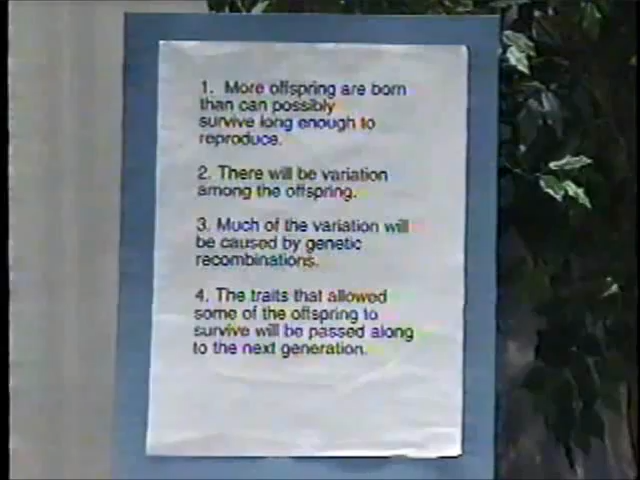 1. More offspring are born
than can possibly
survive long enough to
reproduce.
2. There will be variation
among the offspring.
3. Much of the variation will
be caused by genetic
recombinations.
4. The traits that allowed
some of the offspring to
survive will be passed along
to the next generation.